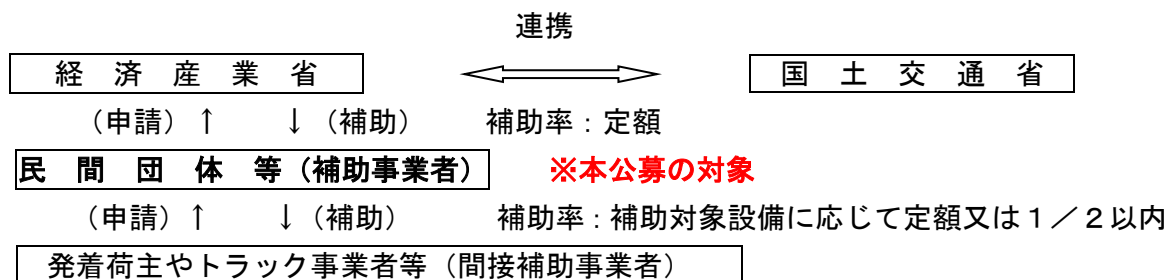 連携
経 済 産 業 省 国 土 交 通 省
（申請）↑ ↓（補助） 補助率：定額
民 間 団 体 等（補助事業者） ※本公募の対象
（申請）↑ ↓（補助） 補助率：補助対象設備に応じて定額又は１／２以内
発着荷主やトラック事業者等（間接補助事業者）